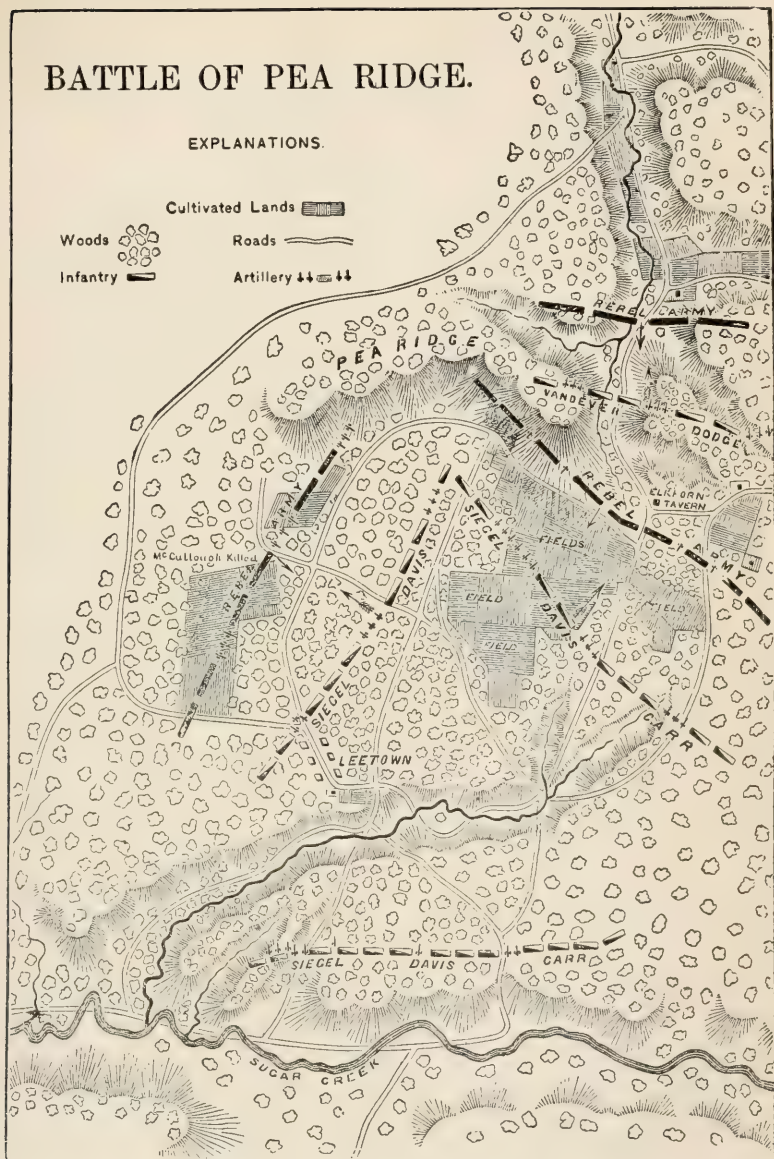 BATTLE OF PEA RIDGE.
EXPLANATIONS.
Cultivated Lands
Woods
Roads
Infantry
Artillery
REBEL ARMY
PEA RIDGE
VANDEVER
DODGE
REBEL ARMY
ELKHORN
TAVERN
REBEL ARMY
McCullough Killed
SIEGEL
DAVIS
FIELDS
FIELD
FIELD
FIELD
DAVIS
SIEGEL
CARR
LEETOWN
SIEGEL
DAVIS
CARR
SUGAR CREEK